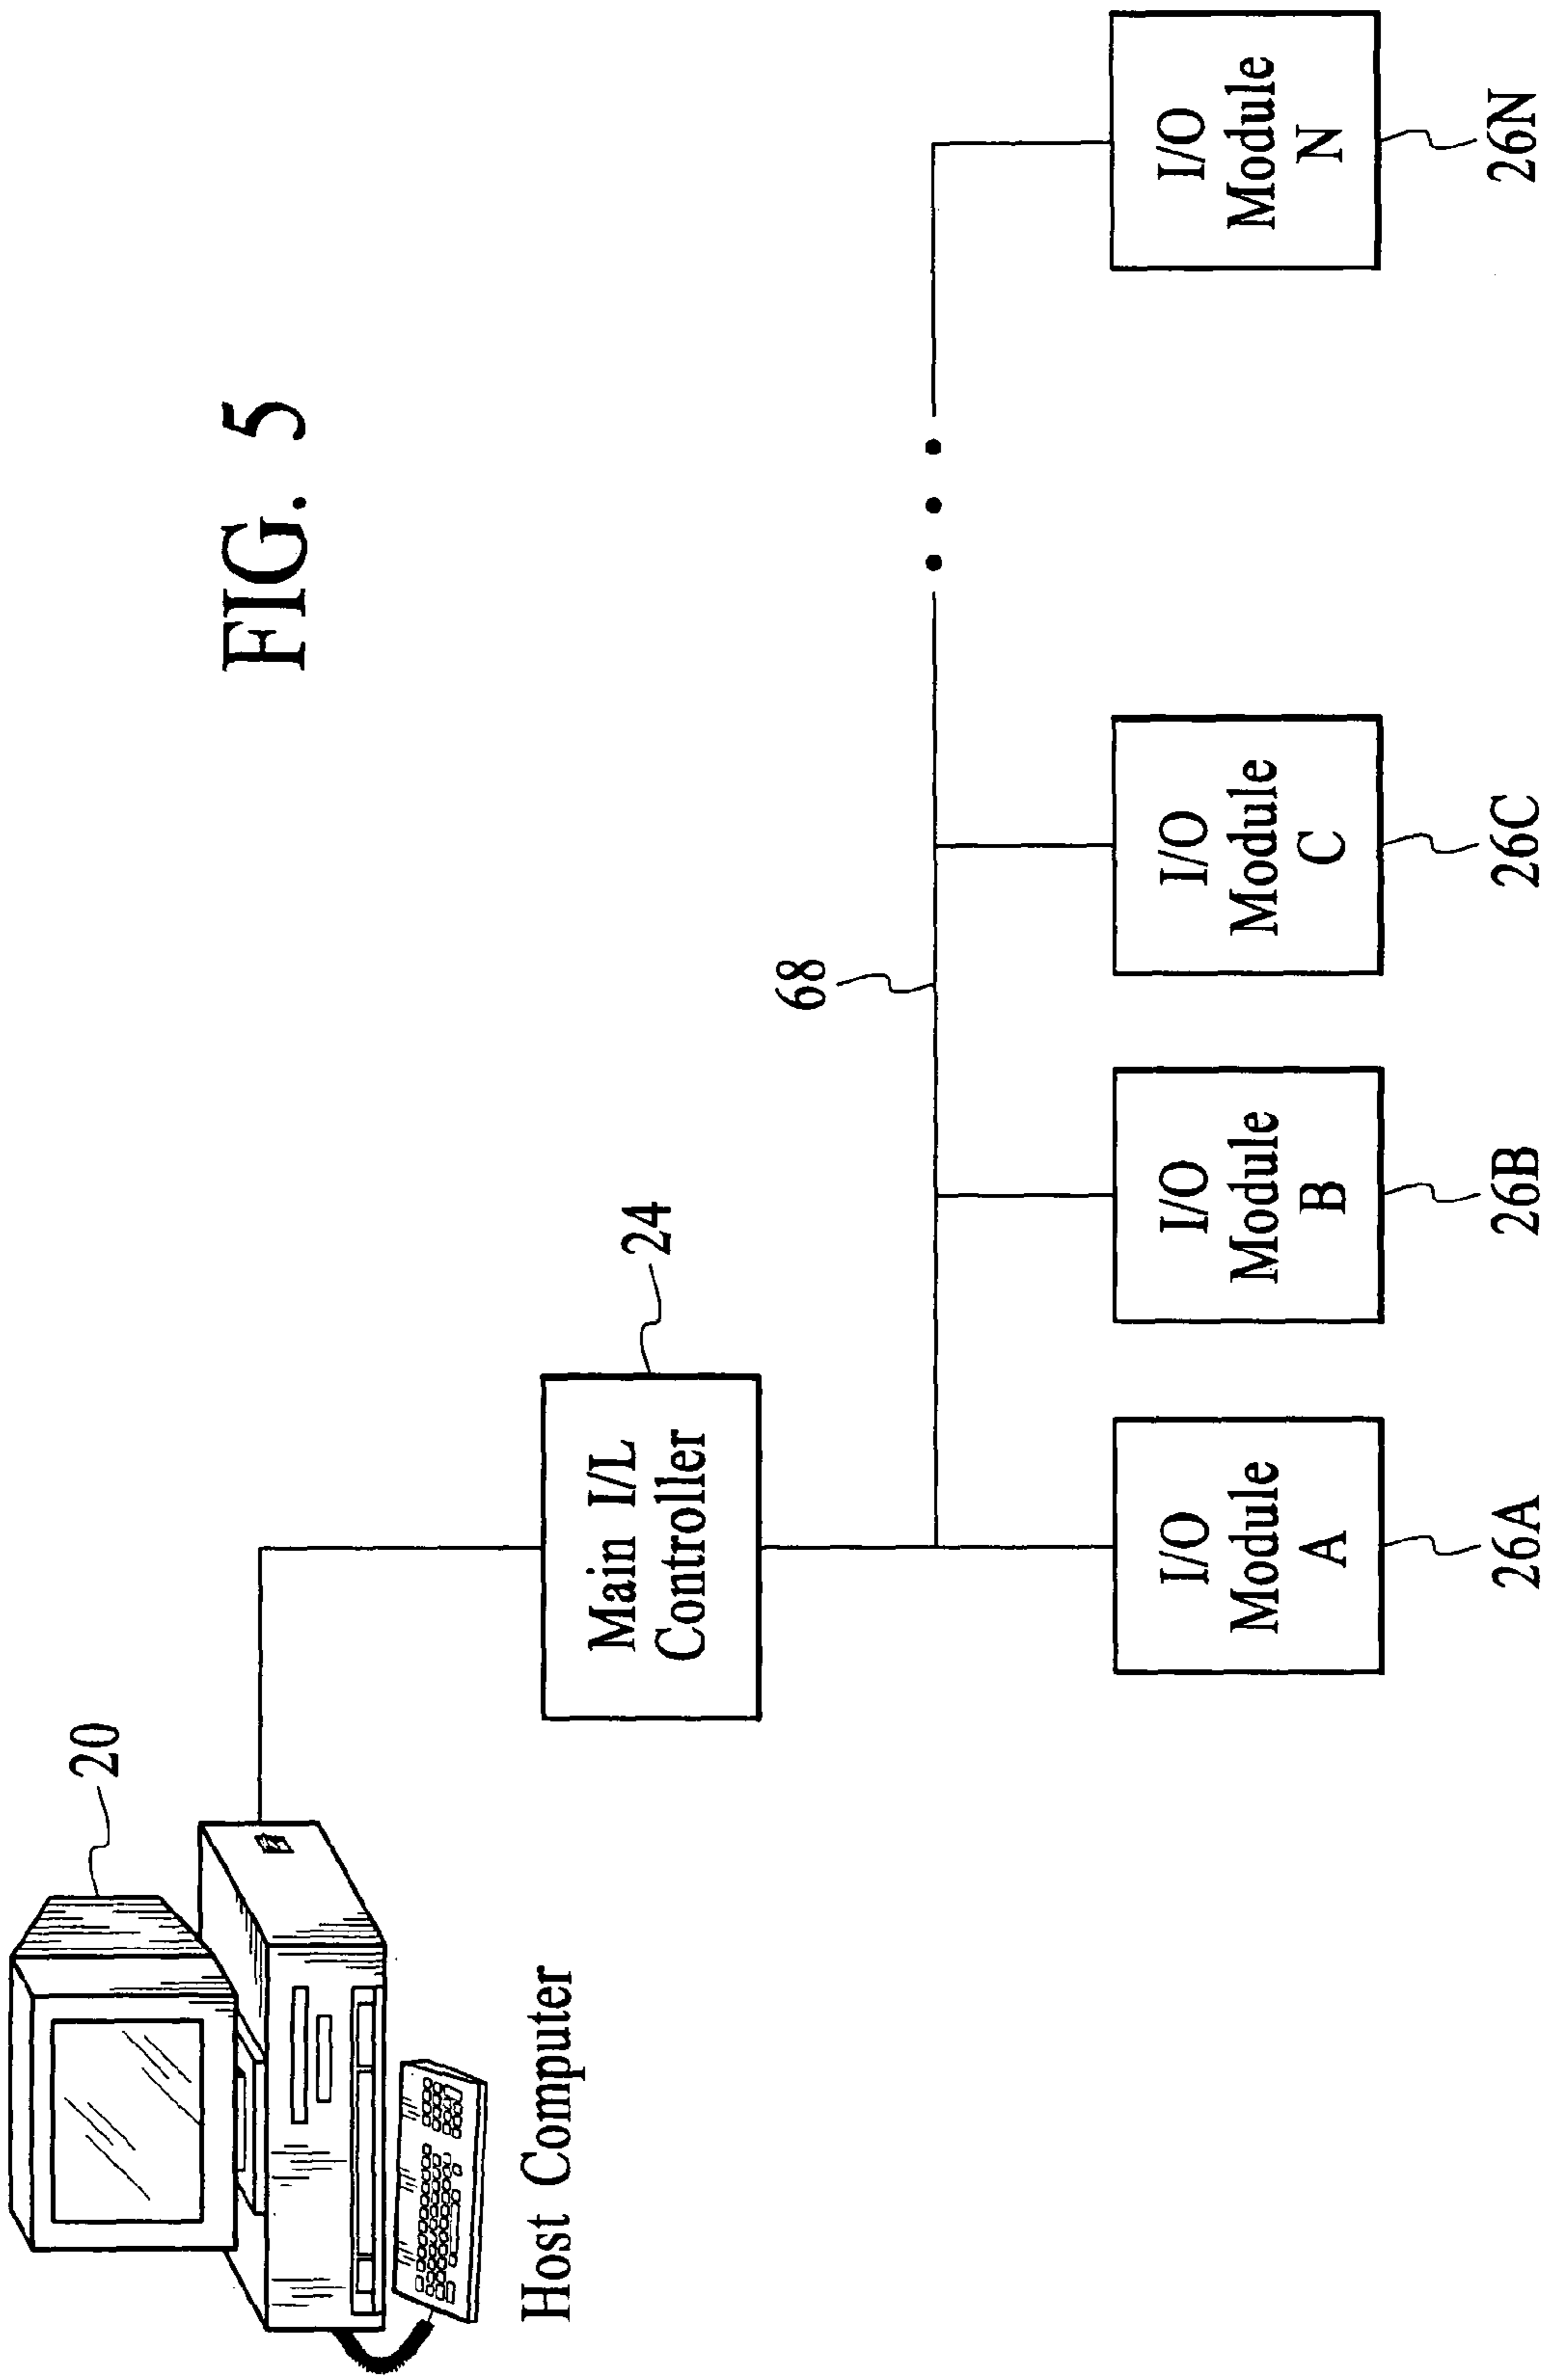 FIG. 5
20
Host Computer
Main I/L
Controller
24
68
I/O
Module
A
26A
I/O
Module
B
26B
I/O
Module
C
26C
I/O
Module
N
26N